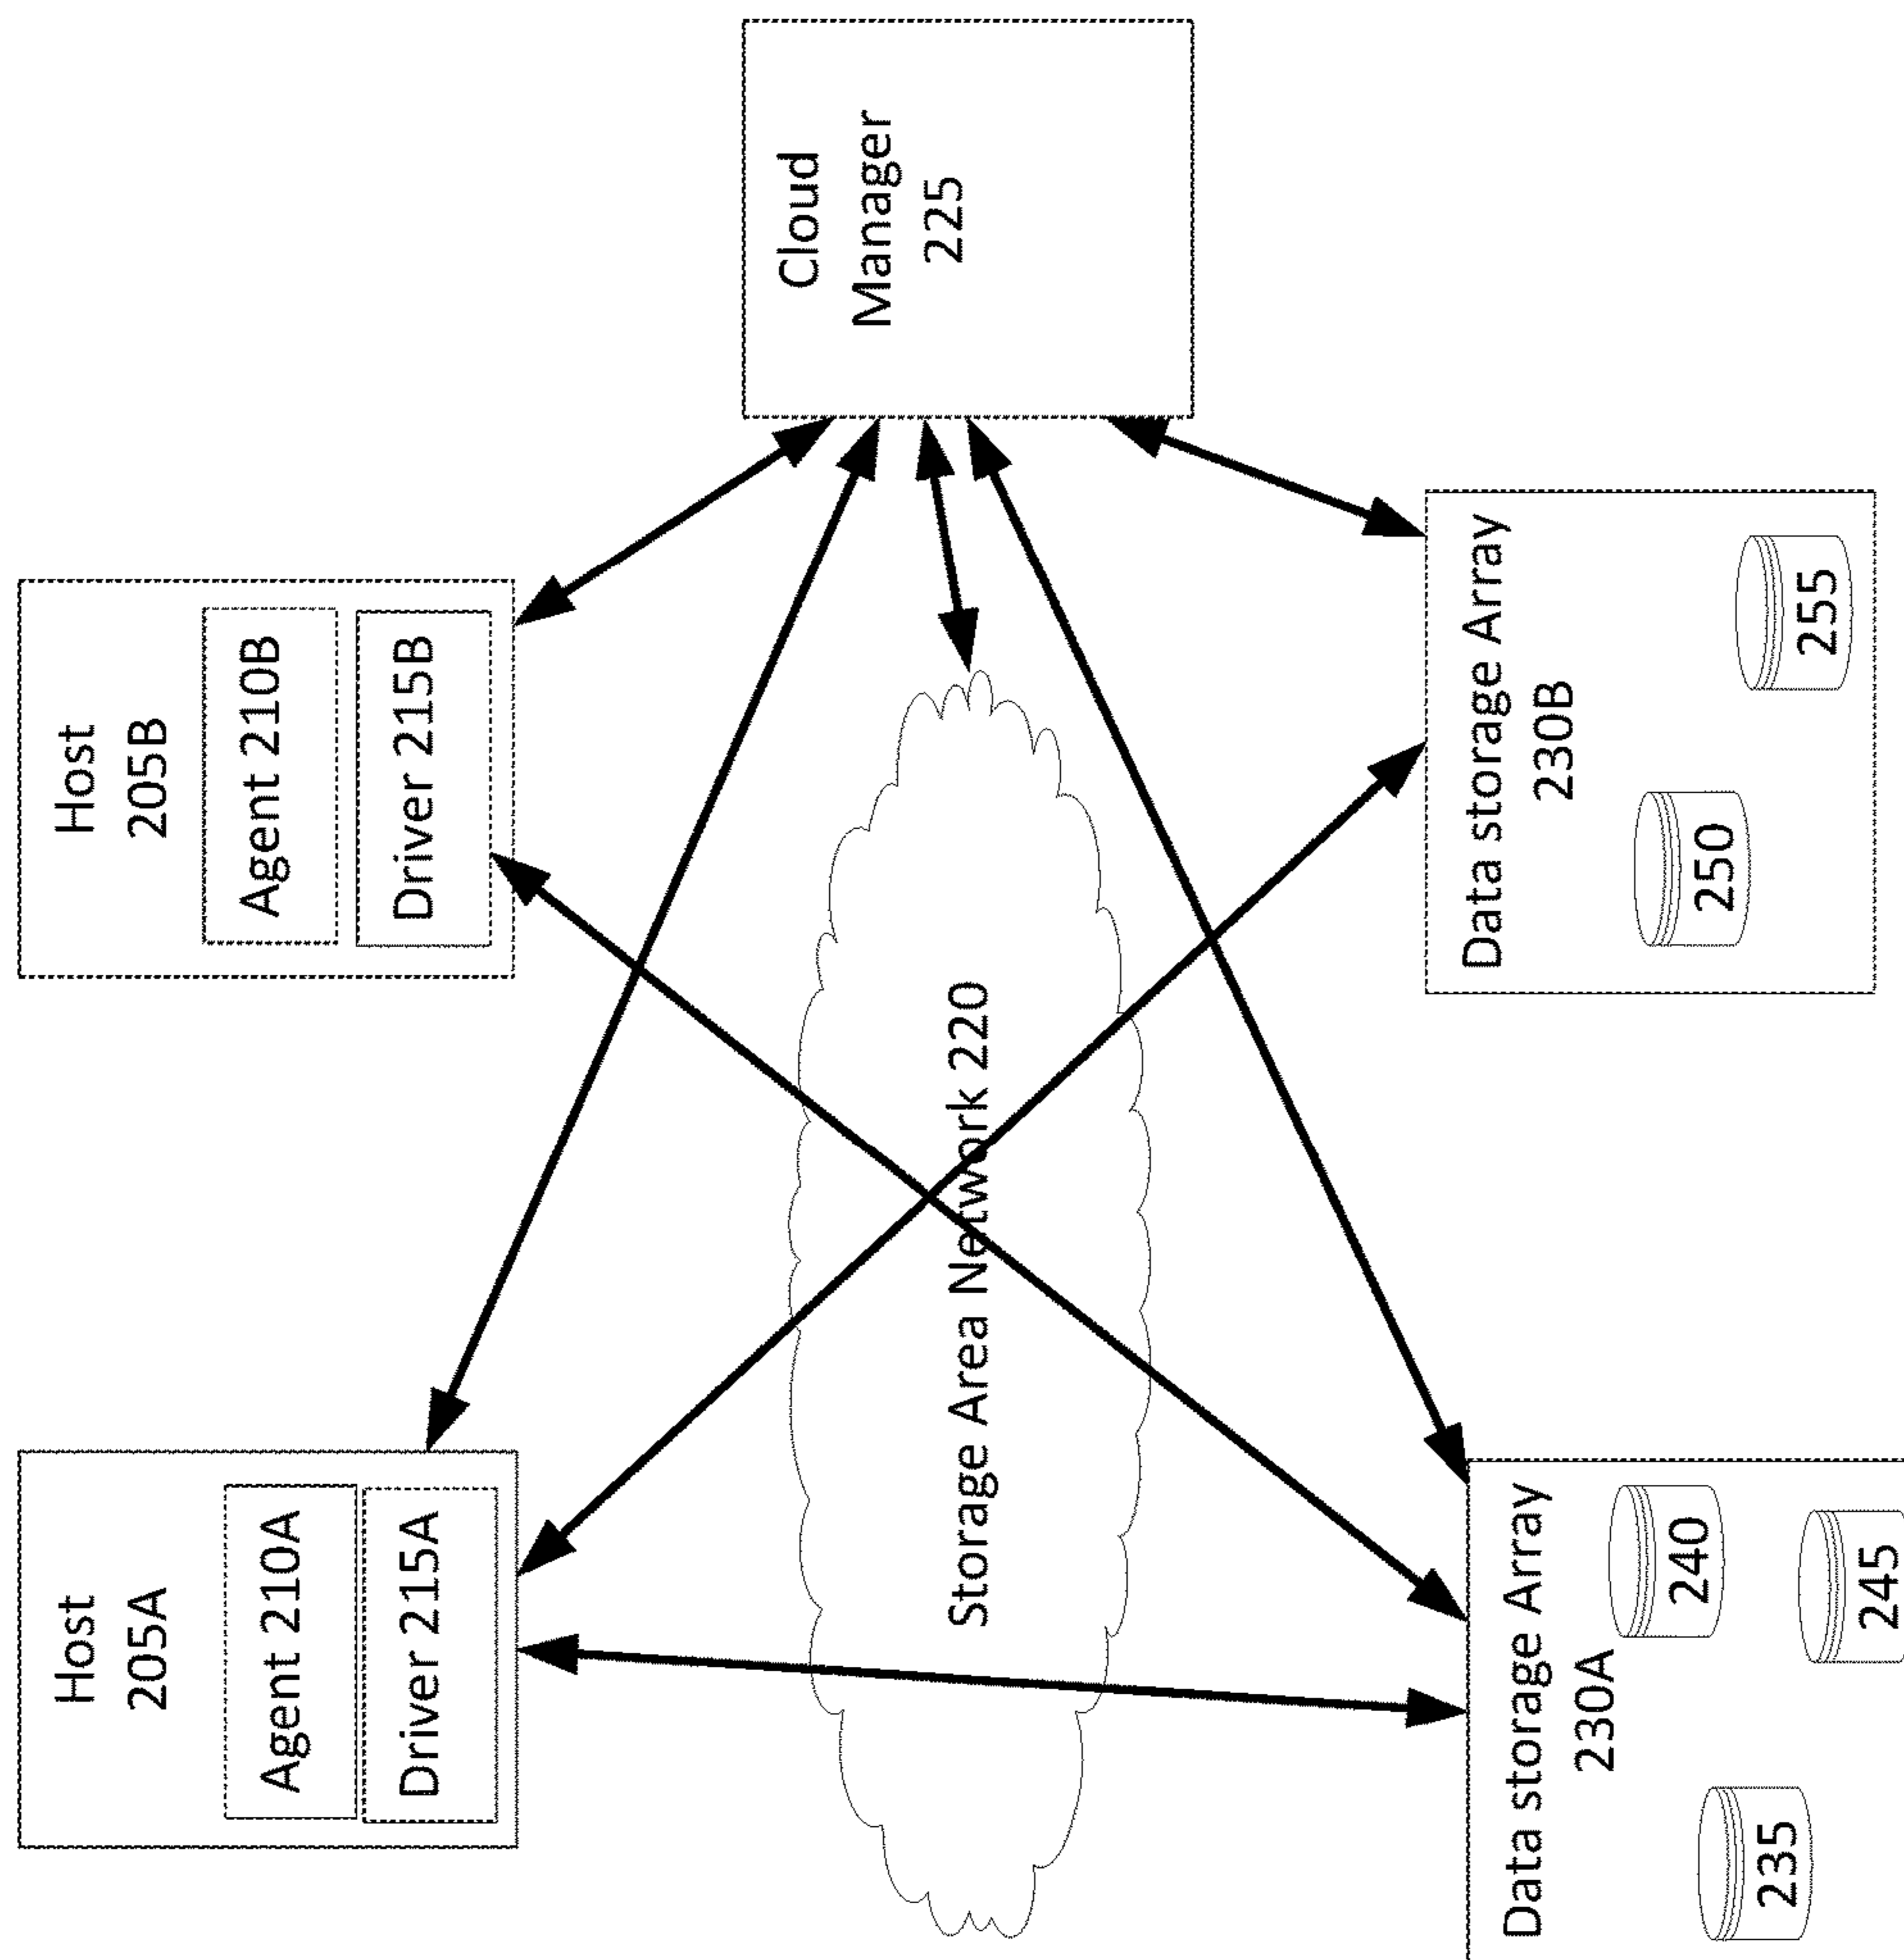 Host
205A
Agent 210A
Driver 215A
Host
205B
Agent 210B
Driver 215B
Storage Area Network 220
Cloud
Manager
225
Data storage Array
230A
235
240
245
Data storage Array
230B
250
255